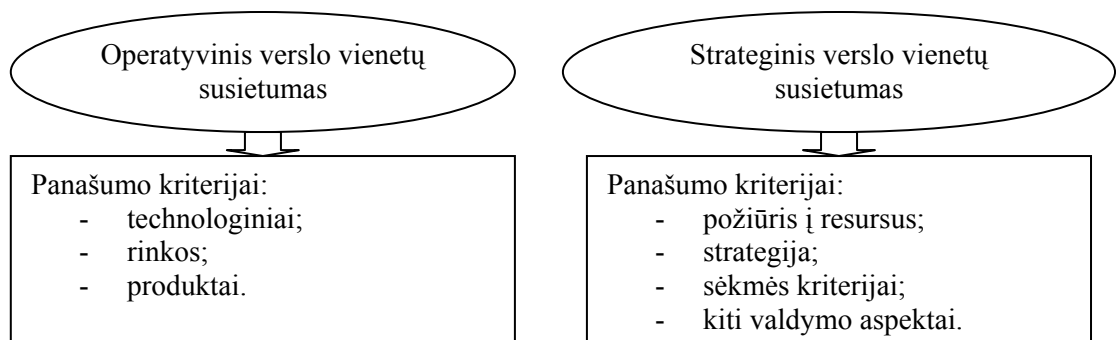 Operatyvinis verslo vienetų
susietumas
Panašumo kriterijai:
- technologiniai;
- rinkos;
- produktai.
Strateginis verslo vienetų
susietumas
Panašumo kriterijai:
- požiūris į resursus;
- strategija;
- sėkmės kriterijai;
- kiti valdymo aspektai.